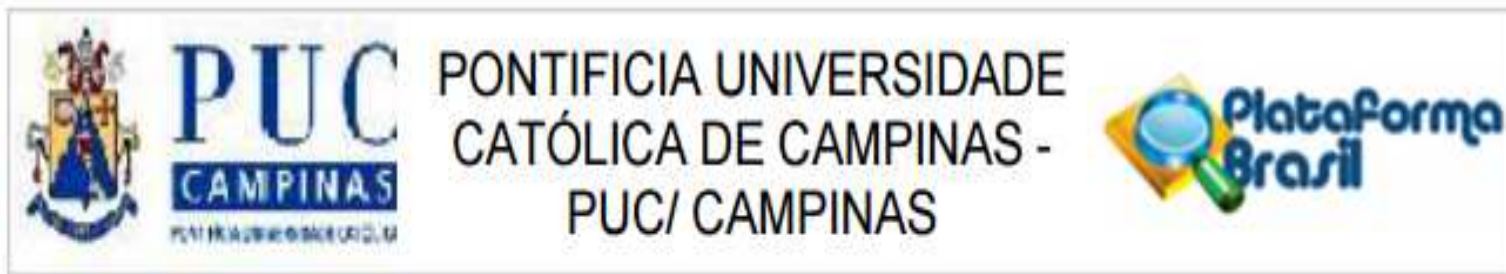 PUC
CAMPINAS
PONTIFICIA UNIVERSIDADE
CATÓLICA DE CAMPINAS -
PUC/ CAMPINAS
Plataforma
Brasil